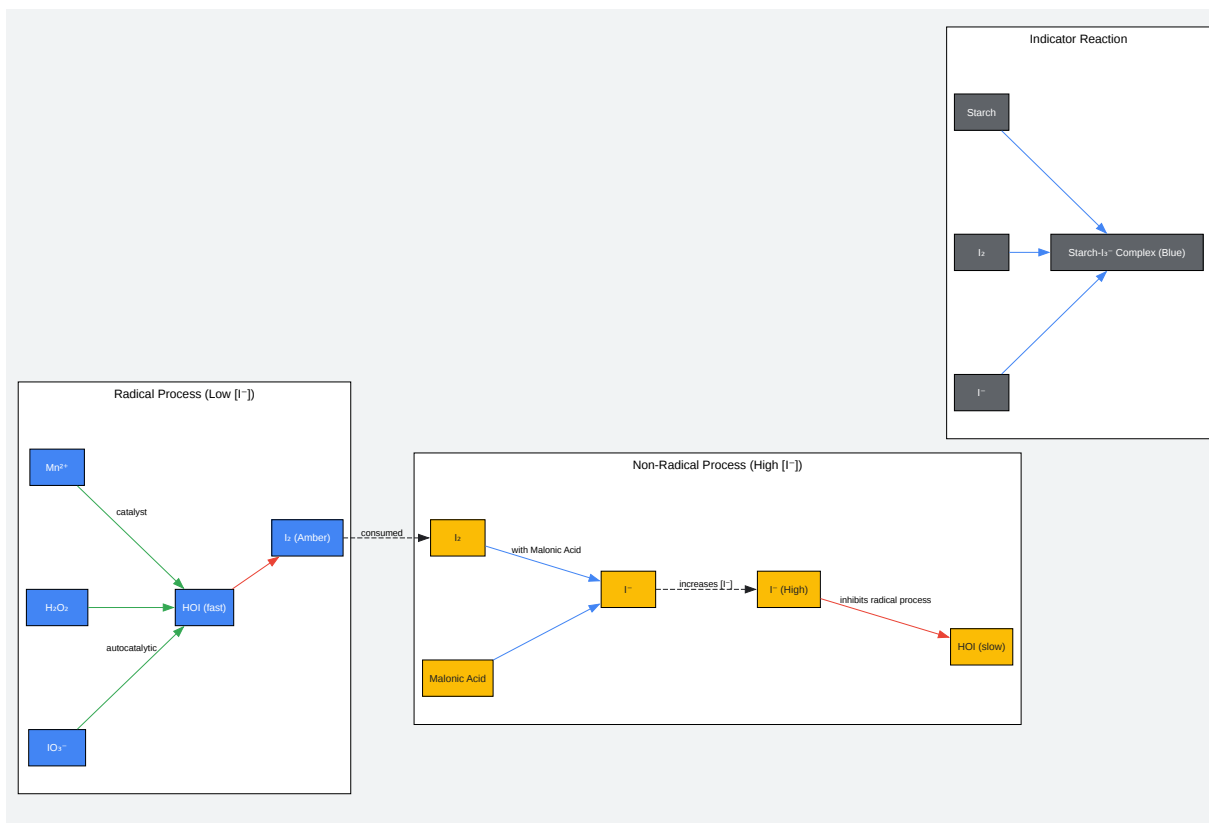 Indicator Reaction
Starch
I₂
Starch-I₃⁻ Complex (Blue)
I⁻
Radical Process (Low [I⁻])
Mn²⁺
catalyst
I₂ (Amber)
H₂O₂
HOI (fast)
autocatalytic
IO₃⁻
consumed
Non-Radical Process (High [I⁻])
I₂
with Malonic Acid
I⁻
increases [I⁻]
I⁻ (High)
inhibits radical process
HOI (slow)
Malonic Acid